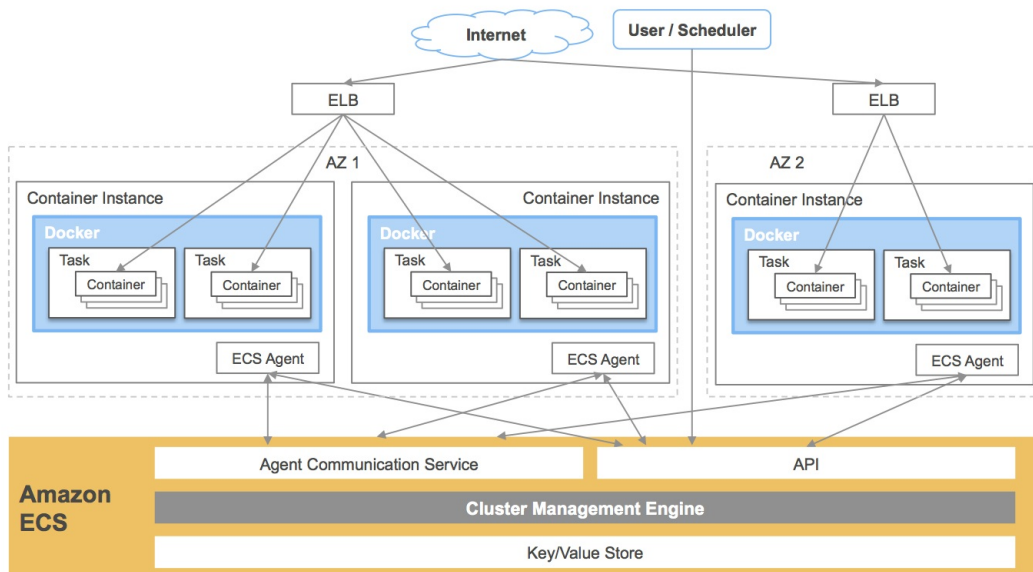 Internet
User / Scheduler
ELB
ELB
AZ 1
AZ 2
Container Instance
Container Instance
Container Instance
Docker
Docker
Task
Task
Task
Task
Task
Task
Container
Container
Container
Container
Container
Container
ECS Agent
ECS Agent
ECS Agent
Amazon
ECS
Agent Communication Service
API
Cluster Management Engine
Key/Value Store